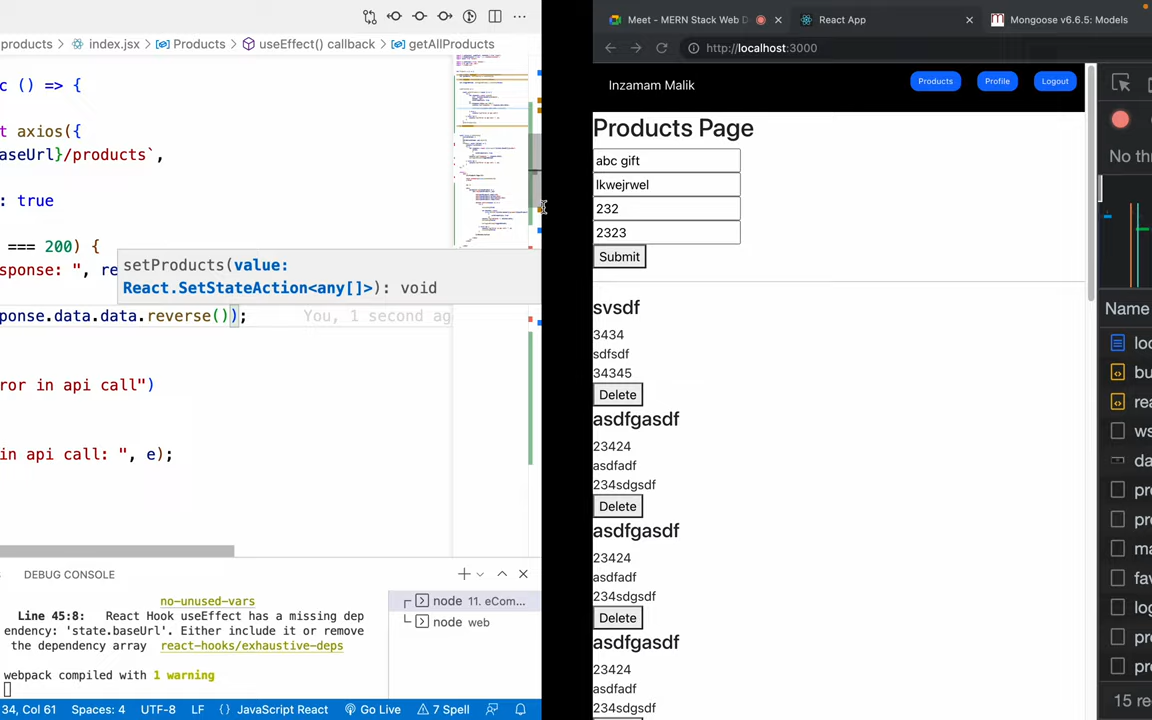 products > index.jsx > Products > useEffect() callback > getAllProducts
c () => {
t axios({
aseUrl}/products`,
: true
=== 200) {
sponse: ", re
setProducts(value:
React.SetStateAction<any[]>): void
ponse.data.data.reverse());
You, 1 second ag
ror in api call")
in api call: ", e);
DEBUG CONSOLE
no-unused-vars
Line 45:8: React Hook useEffect has a missing dep
endency: 'state.baseUrl'. Either include it or remove
the dependency array react-hooks/exhaustive-deps
webpack compiled with 1 warning
node 11. eCom...
node web
34, Col 61 Spaces: 4 UTF-8 LF {} JavaScript React Go Live 7 Spell
Meet - MERN Stack Web D
React App
Mongoose v6.6.5: Models
http://localhost:3000
Inzamam Malik
Products Profile Logout
Products Page
abc gift
lkwejrwel
232
2323
Submit
svsdf
3434
sdfsdf
34345
Delete
asdfgasdf
23424
asdfadf
234sdgsdf
Delete
asdfgasdf
23424
asdfadf
234sdgsdf
Delete
asdfgasdf
23424
asdfadf
234sdgsdf
No thr
Name
loc
bu
rea
ws
da
pr
pr
ma
fav
log
pr
pr
15 re